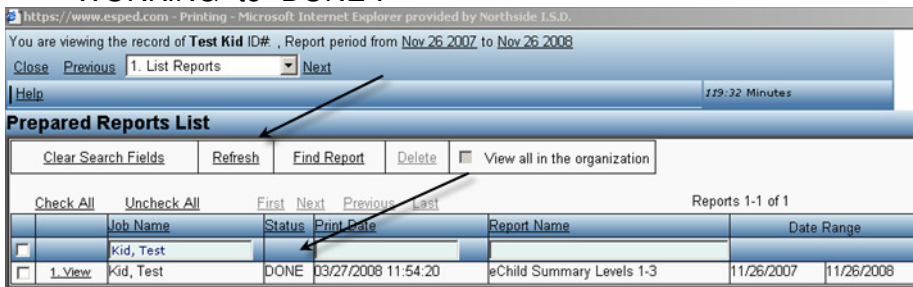 WORKING" to "DONE".
https://www.esped.com - Printing - Microsoft Internet Explorer provided by Northside I.S.D.
You are viewing the record of Test Kid ID#: , Report period from Nov 26 2007 to Nov 26 2008
Close Previous 1. List Reports Next
Help 119:32 Minutes
Prepared Reports List
Clear Search Fields Refresh Find Report Delete View all in the organization
Check All Uncheck All First Next Previous Last Reports 1-1 of 1
Job Name Status Print Date Report Name Date Range
Kid, Test
1. View Kid, Test DONE 03/27/2008 11:54:20 eChild Summary Levels 1-3 11/26/2007 11/26/2008